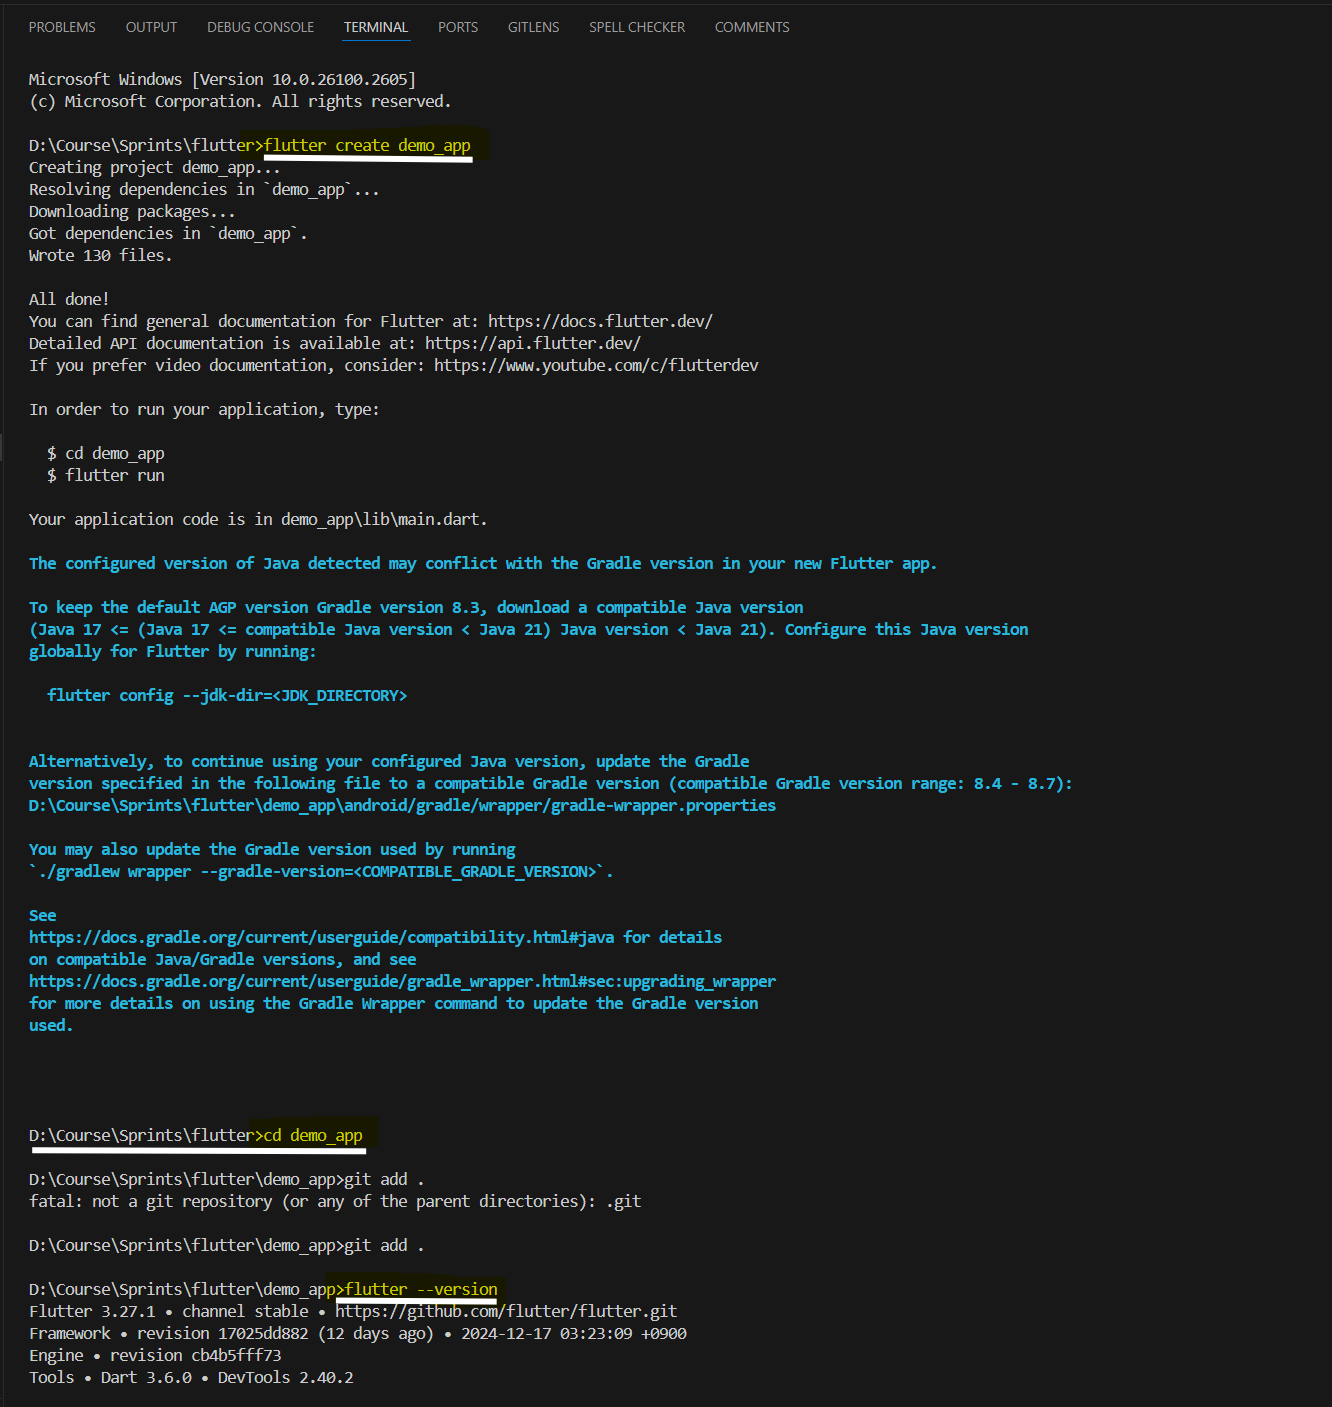 PROBLEMS OUTPUT DEBUG CONSOLE TERMINAL PORTS GITLENS SPELL CHECKER COMMENTS
Microsoft Windows [Version 10.0.26100.2605]
(c) Microsoft Corporation. All rights reserved.
D:\Course\Sprints\flutter>flutter create demo_app
Creating project demo_app...
Resolving dependencies in `demo_app`...
Downloading packages...
Got dependencies in `demo_app`.
Wrote 130 files.
All done!
You can find general documentation for Flutter at: https://docs.flutter.dev/
Detailed API documentation is available at: https://api.flutter.dev/
If you prefer video documentation, consider: https://www.youtube.com/c/flutterdev
In order to run your application, type:
$ cd demo_app
$ flutter run
Your application code is in demo_app\lib\main.dart.
The configured version of Java detected may conflict with the Gradle version in your new Flutter app.
To keep the default AGP version Gradle version 8.3, download a compatible Java version
(Java 17 <= (Java 17 <= compatible Java version < Java 21) Java version < Java 21). Configure this Java version
globally for Flutter by running:
flutter config --jdk-dir=<JDK_DIRECTORY>
Alternatively, to continue using your configured Java version, update the Gradle
version specified in the following file to a compatible Gradle version (compatible Gradle version range: 8.4 - 8.7):
D:\Course\Sprints\flutter\demo_app\android/gradle/wrapper/gradle-wrapper.properties
You may also update the Gradle version used by running
`./gradlew wrapper --gradle-version=<COMPATIBLE_GRADLE_VERSION>`.
See
https://docs.gradle.org/current/userguide/compatibility.html#java for details
on compatible Java/Gradle versions, and see
https://docs.gradle.org/current/userguide/gradle_wrapper.html#sec:upgrading_wrapper
for more details on using the Gradle Wrapper command to update the Gradle version
used.
D:\Course\Sprints\flutter>cd demo_app
D:\Course\Sprints\flutter\demo_app>git add .
fatal: not a git repository (or any of the parent directories): .git
D:\Course\Sprints\flutter\demo_app>git add .
D:\Course\Sprints\flutter\demo_app>flutter --version
Flutter 3.27.1 • channel stable • https://github.com/flutter/flutter.git
Framework • revision 17025dd882 (12 days ago) • 2024-12-17 03:23:09 +0900
Engine • revision cb4b5fff73
Tools • Dart 3.6.0 • DevTools 2.40.2